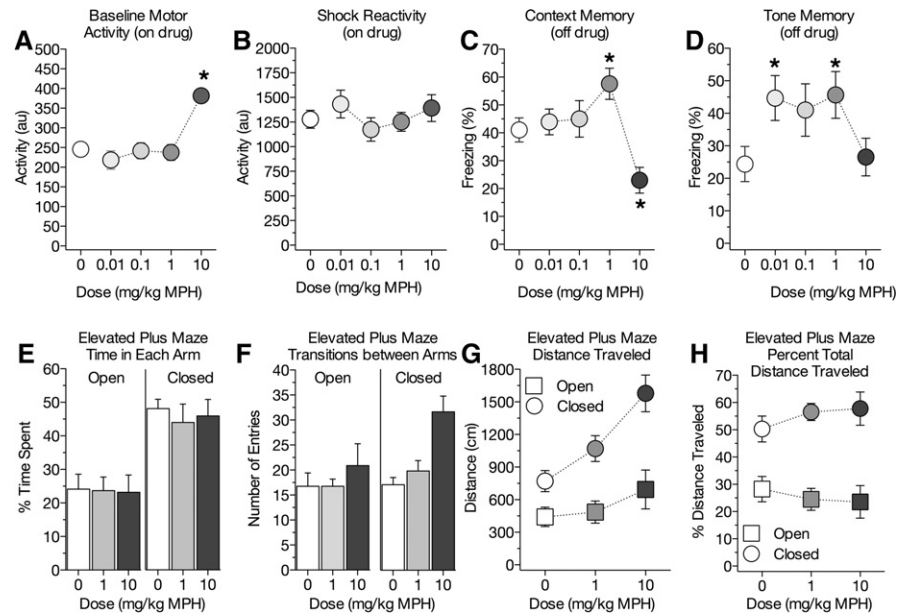 A
Baseline Motor
Activity (on drug)
Activity (au)
500
450
400
350
300
250
200
150
100
50
0
*
0 0.01 0.1 1 10
Dose (mg/kg MPH)
B
Shock Reactivity
(on drug)
Activity (au)
2000
1750
1500
1250
1000
750
500
250
0
0 0.01 0.1 1 10
Dose (mg/kg MPH)
C
Context Memory
(off drug)
Freezing (%)
70
60
50
40
30
20
10
0
*
*
0 0.01 0.1 1 10
Dose (mg/kg MPH)
D
Tone Memory
(off drug)
Freezing (%)
60
50
40
30
20
10
0
* *
0 0.01 0.1 1 10
Dose (mg/kg MPH)
E
Elevated Plus Maze
Time in Each Arm
Open Closed
% Time Spent
60
50
40
30
20
10
0
0 1 10 0 1 10
Dose (mg/kg MPH)
F
Elevated Plus Maze
Transitions between Arms
Open Closed
Number of Entries
40
35
30
25
20
15
10
5
0
0 1 10 0 1 10
Dose (mg/kg MPH)
G
Elevated Plus Maze
Distance Traveled
Open
Closed
Distance (cm)
1800
1500
1200
900
600
300
0
0 1 10
Dose (mg/kg MPH)
H
Elevated Plus Maze
Percent Total
Distance Traveled
% Distance Traveled
70
60
50
40
30
20
10
0
Open
Closed
0 1 10
Dose (mg/kg MPH)